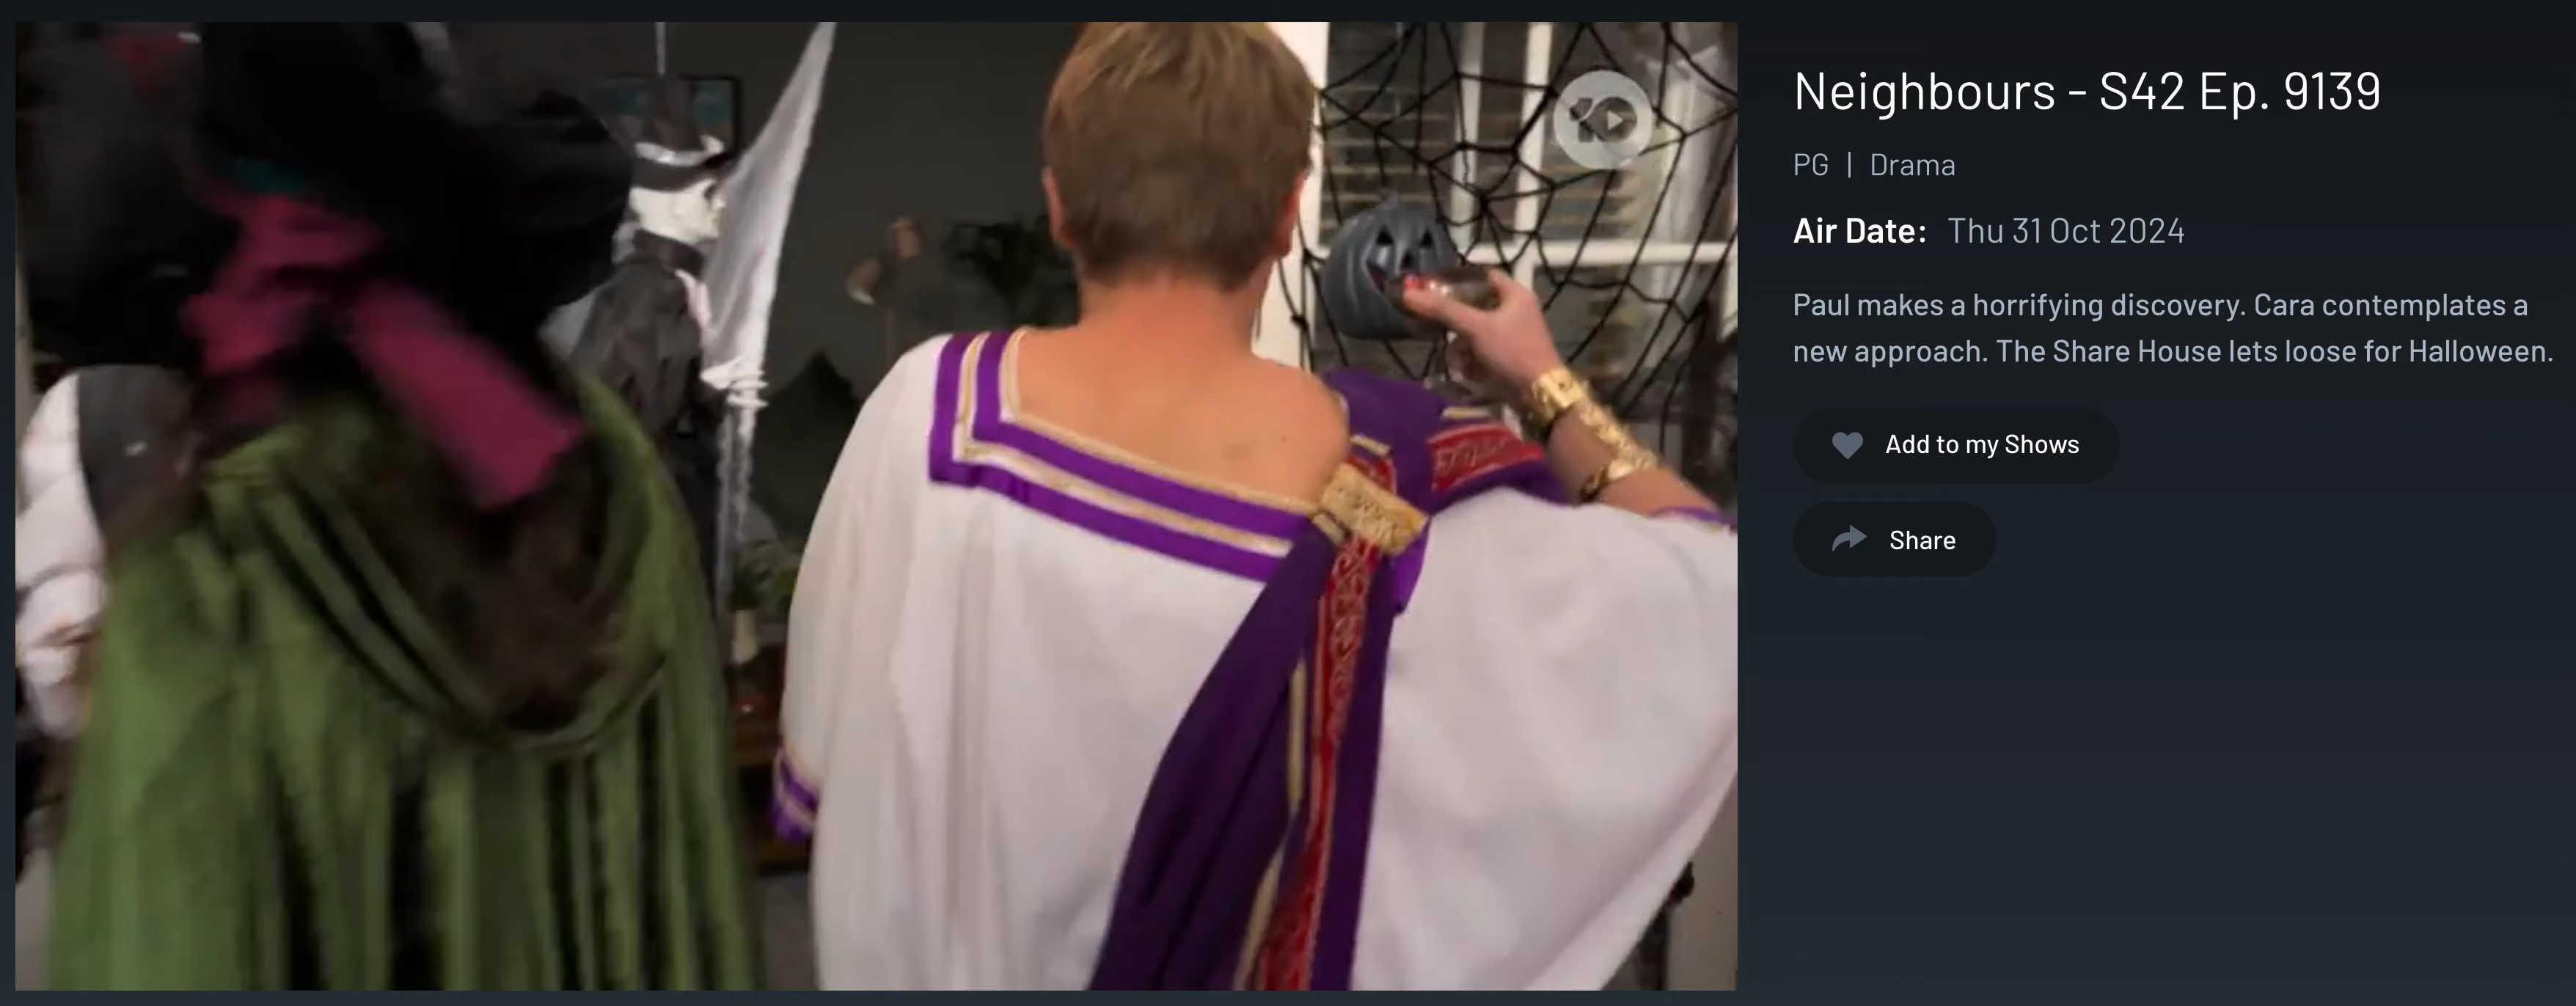 10
Neighbours - S42 Ep. 9139
PG | Drama
Air Date: Thu 31 Oct 2024
Paul makes a horrifying discovery. Cara contemplates a
new approach. The Share House lets loose for Halloween.
Add to my Shows
Share